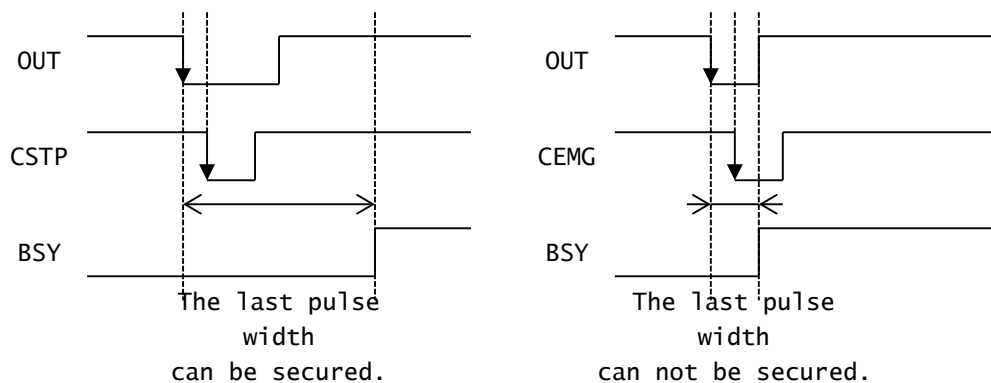 OUT
CSTP
BSY
The last pulse
width
can be secured.
OUT
CEMG
BSY
The last pulse
width
can not be secured.